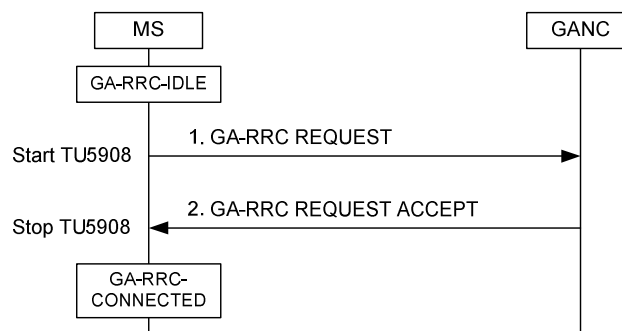 MS
GANC
GA-RRC-IDLE
1. GA-RRC REQUEST
Start TU5908
2. GA-RRC REQUEST ACCEPT
Stop TU5908
GA-RRC-
CONNECTED